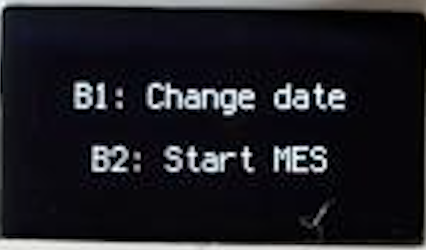 B1: Change date
B2: Start MES